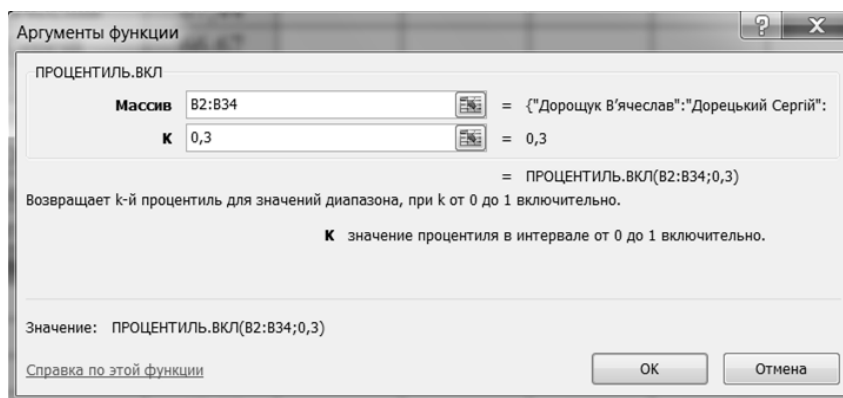 Аргументы функции
ПРОЦЕНТИЛЬ.ВКЛ
Массив B2:B34 = {"Дорощук В'ячеслав":"Дорецький Сергій":
К 0,3 = 0,3
= ПРОЦЕНТИЛЬ.ВКЛ(B2:B34;0,3)
Возвращает k-й процентиль для значений диапазона, при k от 0 до 1 включительно.
К значение процентиля в интервале от 0 до 1 включительно.
Значение: ПРОЦЕНТИЛЬ.ВКЛ(B2:B34;0,3)
Справка по этой функции
ОК Отмена